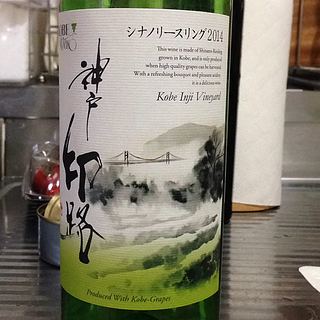 シナノリースリング2014
This wine is made of Shinano Riesling
grown in Kobe, and is only produced
when high quality grapes can be harvested.
With a refreshing bouquet and pleasant acidity,
it is a delicious wine.
Kobe Inji Vineyard
神戸
印路
Produced With Kobe-Grapes